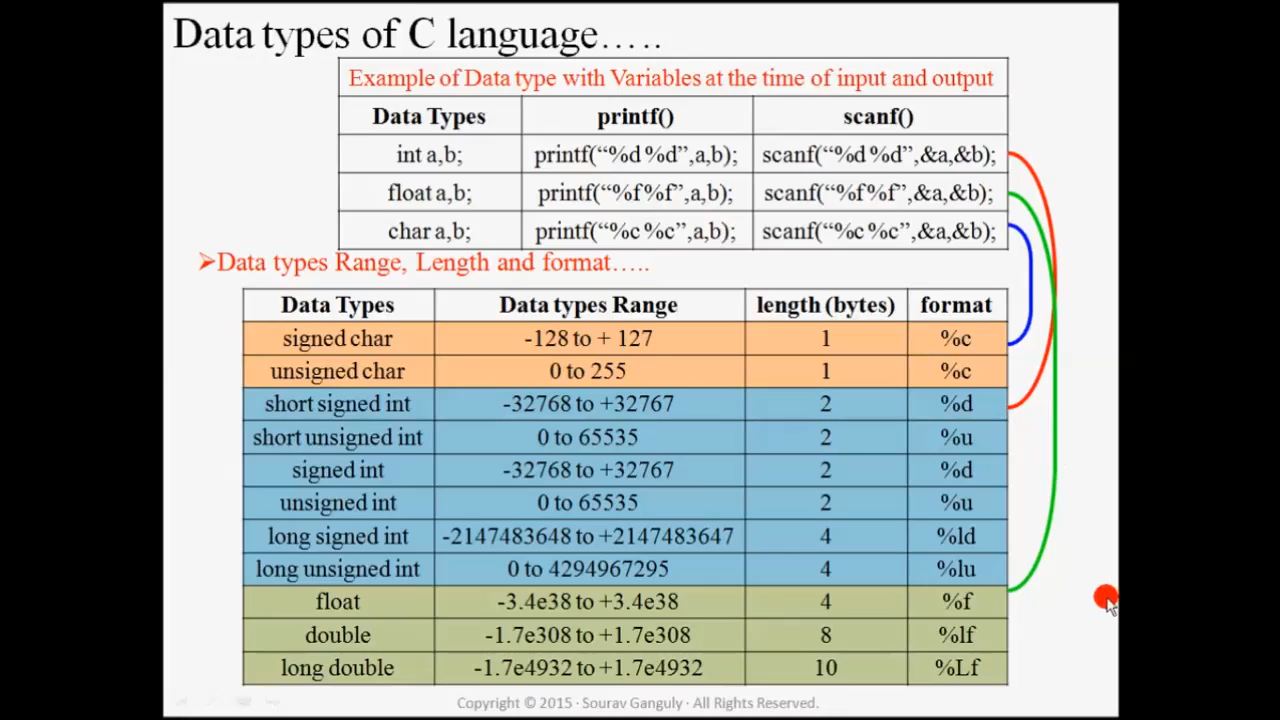 Data types of C language.....
Example of Data type with Variables at the time of input and output
Data Types printf() scanf()
int a,b; printf(“%d %d”,a,b); scanf(“%d %d”,&a,&b);
float a,b; printf(“%f %f”,a,b); scanf(“%f %f”,&a,&b);
char a,b; printf(“%c %c”,a,b); scanf(“%c %c”,&a,&b);
➢Data types Range, Length and format…..
Data Types Data types Range length (bytes) format
signed char -128 to + 127 1 %c
unsigned char 0 to 255 1 %c
short signed int -32768 to +32767 2 %d
short unsigned int 0 to 65535 2 %u
signed int -32768 to +32767 2 %d
unsigned int 0 to 65535 2 %u
long signed int -2147483648 to +2147483647 4 %ld
long unsigned int 0 to 4294967295 4 %lu
float -3.4e38 to +3.4e38 4 %f
double -1.7e308 to +1.7e308 8 %lf
long double -1.7e4932 to +1.7e4932 10 %Lf
Copyright © 2015 · Sourav Ganguly · All Rights Reserved.